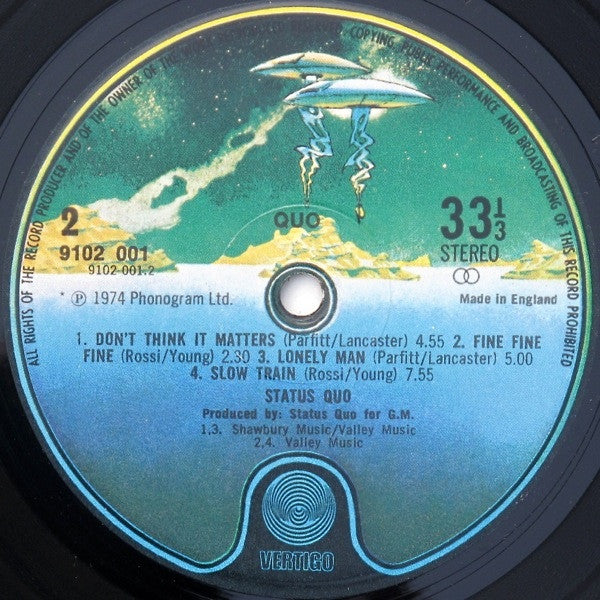 ALL RIGHTS OF THE RECORD PRODUCER AND OF THE OWNER OF THE
COPYING, PUBLIC PERFORMANCE AND BROADCASTING OF THIS RECORD PROHIBITED
QUO
2
9102 001
9102-001.2
33⅓
STEREO
* Ⓟ 1974 Phonogram Ltd.
Made in England
1. DON'T THINK IT MATTERS (Parfitt/Lancaster) 4.55 2. FINE FINE
FINE (Rossi/Young) 2.30 3. LONELY MAN (Parfitt/Lancaster) 5.00
4. SLOW TRAIN (Rossi/Young) 7.55
STATUS QUO
Produced by: Status Quo for G.M.
1,3. Shawbury Music/Valley Music
2,4. Valley Music
VERTIGO